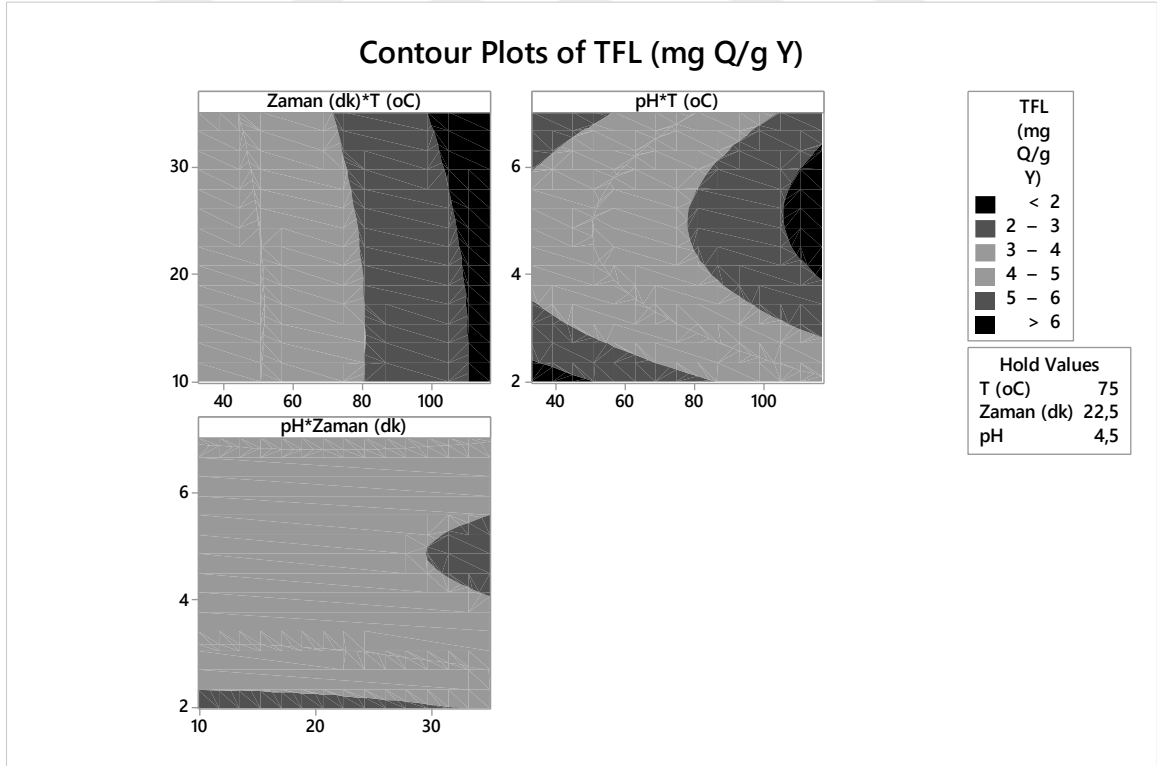 Contour Plots of TFL (mg Q/g Y)
Zaman (dk)*T (oC)
30
20
10
40 60 80 100
pH*T (oC)
6
4
2
40 60 80 100
pH*Zaman (dk)
6
4
2
10 20 30
TFL
(mg
Q/g
Y)
< 2
2 – 3
3 – 4
4 – 5
5 – 6
> 6
Hold Values
T (oC) 75
Zaman (dk) 22,5
pH 4,5